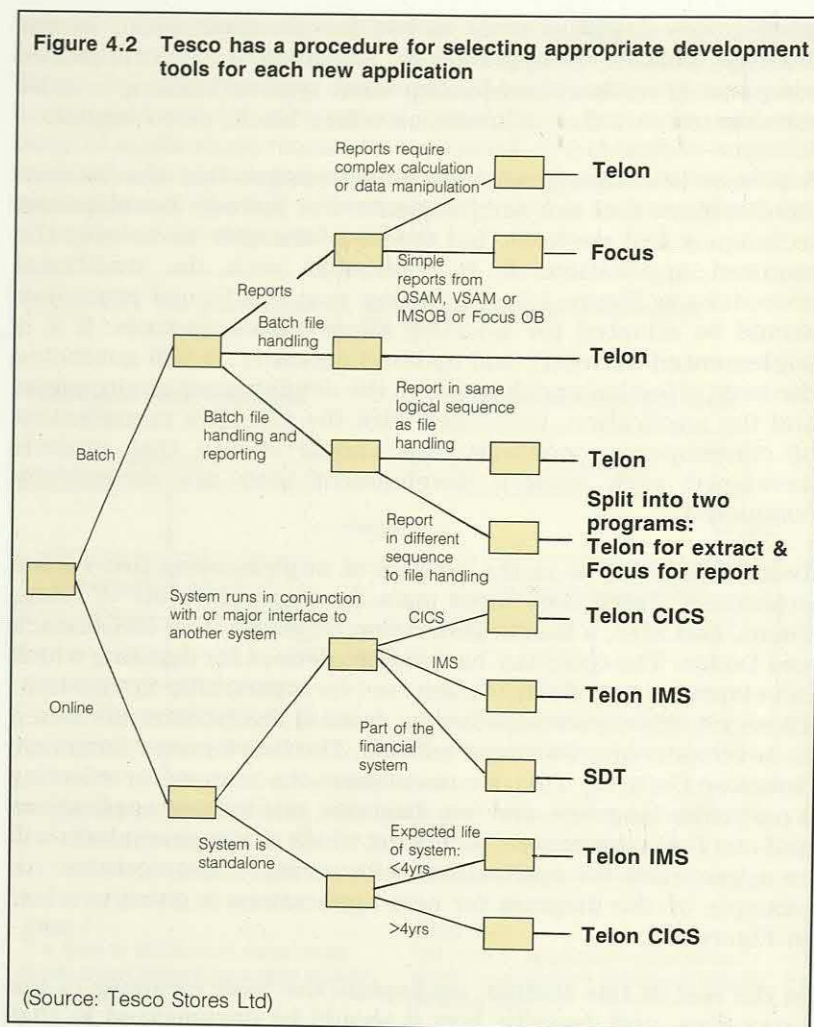 Figure 4.2 Tesco has a procedure for selecting appropriate development
tools for each new application
Reports require
complex calculation
or data manipulation
Telon
Simple
reports from
QSAM, VSAM or
IMSOB or Focus OB
Focus
Reports
Batch file
handling
Telon
Batch file
handling and
reporting
Report in same
logical sequence
as file
handling
Telon
Batch
Report
in different
sequence
to file handling
Split into two
programs:
Telon for extract &
Focus for report
System runs in conjunction
with or major interface to
another system
CICS
Telon CICS
IMS
Telon IMS
Online
Part of the
financial
system
SDT
System is
standalone
Expected life
of system:
<4yrs
Telon IMS
>4yrs
Telon CICS
(Source: Tesco Stores Ltd)